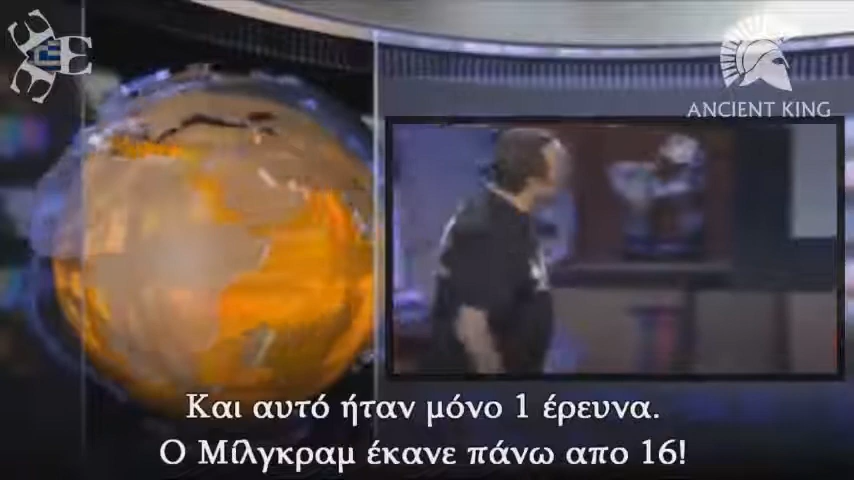 ANCIENT KING
Και αυτό ήταν μόνο 1 έρευνα.
Ο Μίλγκραμ έκανε πάνω απο 16!